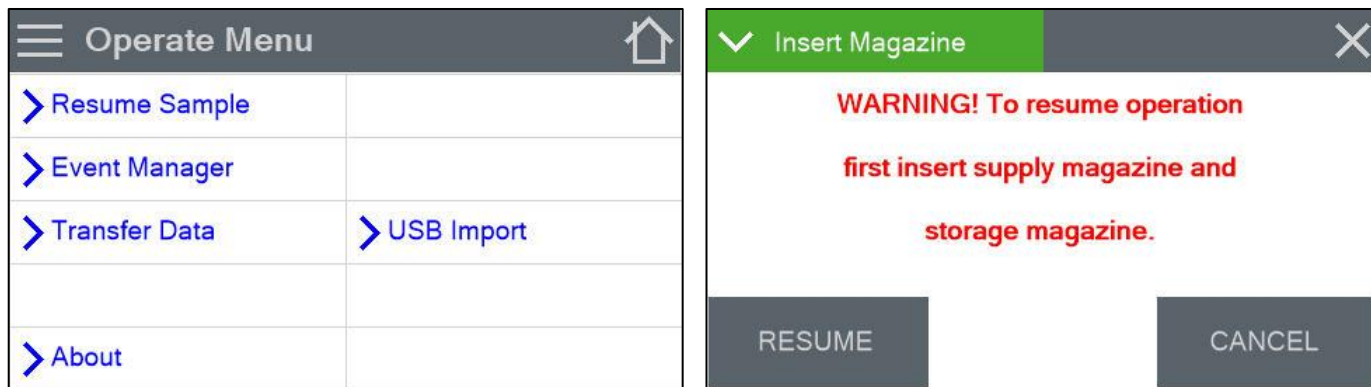 Operate Menu
Resume Sample
Event Manager
Transfer Data
USB Import
About
Insert Magazine
WARNING! To resume operation
first insert supply magazine and
storage magazine.
RESUME
CANCEL